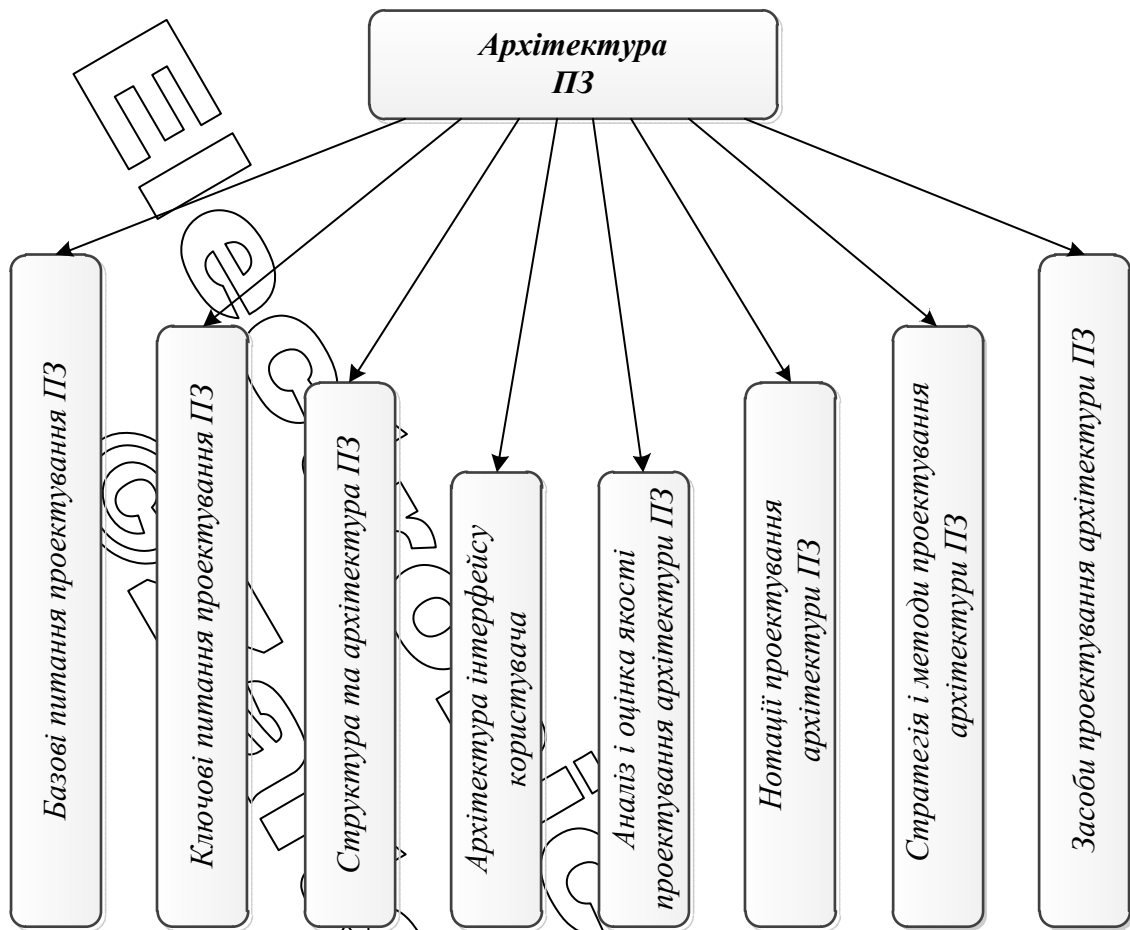 Архітектура
ПЗ
Базові питання проектування ПЗ
Ключові питання проектування ПЗ
Структура та архітектура ПЗ
Архітектура інтерфейсу
користувача
Аналіз і оцінка якості
проектування архітектури ПЗ
Нотації проектування
архітектури ПЗ
Стратегія і методи проектування
архітектури ПЗ
Засоби проектування архітектури ПЗ